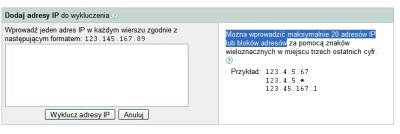 Dodaj adresy IP do wykluczenia ?
Wprowadź jeden adres IP w każdym wierszu zgodnie z
następującym formatem: 123.145.167.89
Wyklucz adresy IP Anuluj
Można wprowadzić maksymalnie 20 adresów IP
lub bloków adresów za pomocą znaków
wieloznacznych w miejscu trzech ostatnich cyfr.
?
Przykład: 123.4.5.67
123.4.5.*
123.45.167.1